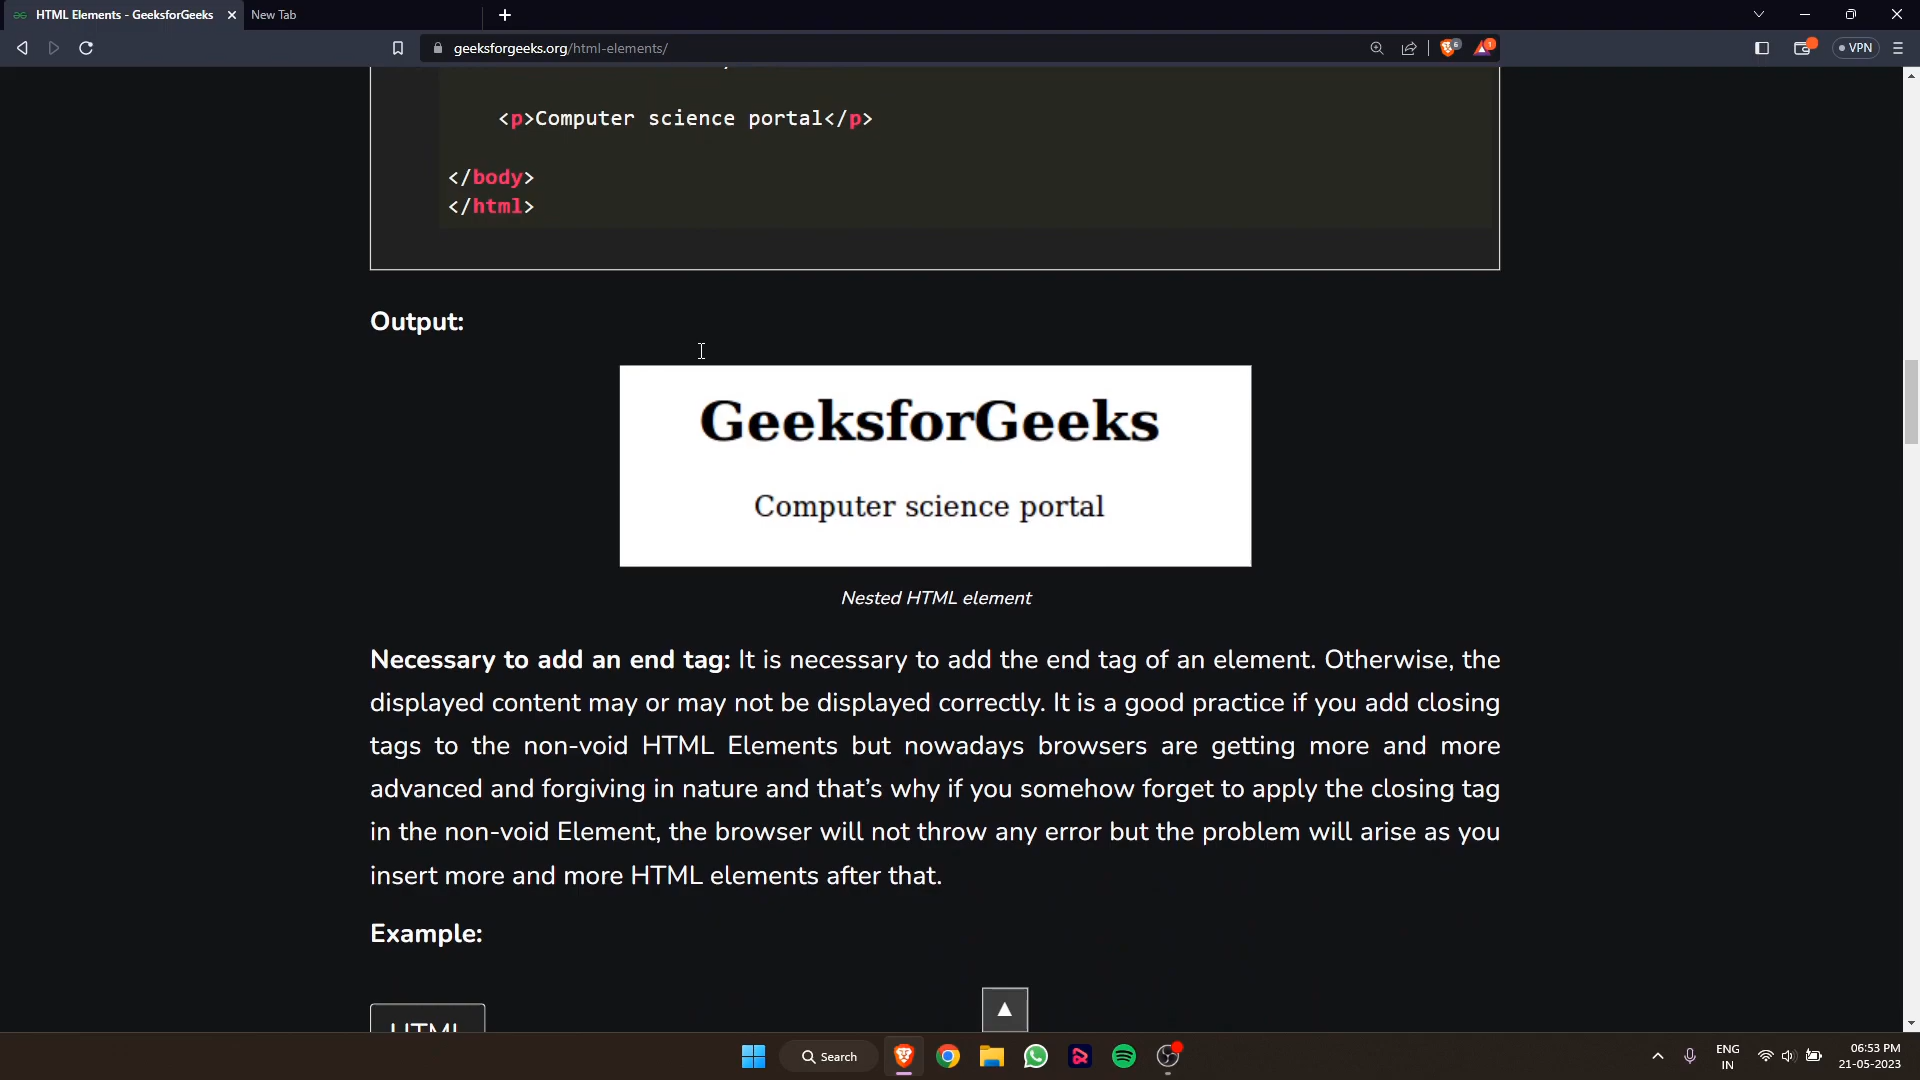 HTML Elements - GeeksforGeeks
New Tab
geeksforgeeks.org/html-elements/
6
1
VPN
<p>Computer science portal</p>
</body>
</html>
Output:
GeeksforGeeks
Computer science portal
Nested HTML element
Necessary to add an end tag: It is necessary to add the end tag of an element. Otherwise, the
displayed content may or may not be displayed correctly. It is a good practice if you add closing
tags to the non-void HTML Elements but nowadays browsers are getting more and more
advanced and forgiving in nature and that’s why if you somehow forget to apply the closing tag
in the non-void Element, the browser will not throw any error but the problem will arise as you
insert more and more HTML elements after that.
Example:
HTML
Search
ENG
IN
06:53 PM
21-05-2023